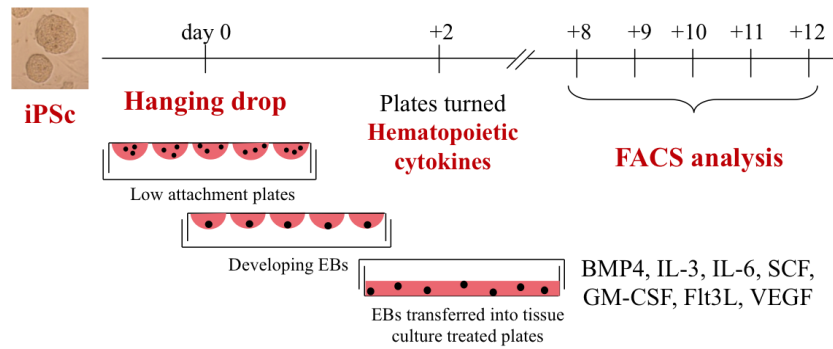 day 0
+2
+8
+9
+10
+11
+12
iPSc
Hanging drop
Plates turned
Hematopoietic
cytokines
FACS analysis
Low attachment plates
Developing EBs
EBs transferred into tissue
culture treated plates
BMP4, IL-3, IL-6, SCF,
GM-CSF, Flt3L, VEGF